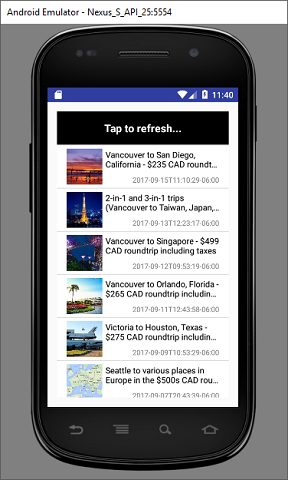 Android Emulator - Nexus_S_API_25:5554
11:40
Tap to refresh...
Vancouver to San Diego,
California - $235 CAD roundt...
2017-09-15T11:10:29-06:00
2-in-1 and 3-in-1 trips
(Vancouver to Taiwan, Japan,...
2017-09-13T12:23:17-06:00
Vancouver to Singapore - $499
CAD roundtrip including taxes
2017-09-12T09:53:19-06:00
Vancouver to Orlando, Florida -
$265 CAD roundtrip includin...
2017-09-11T12:43:58-06:00
Victoria to Houston, Texas -
$275 CAD roundtrip includin...
2017-09-09T10:53:29-06:00
Seattle to various places in
Europe in the $500s CAD rou...
2017-09-07T20:43:39-06:00